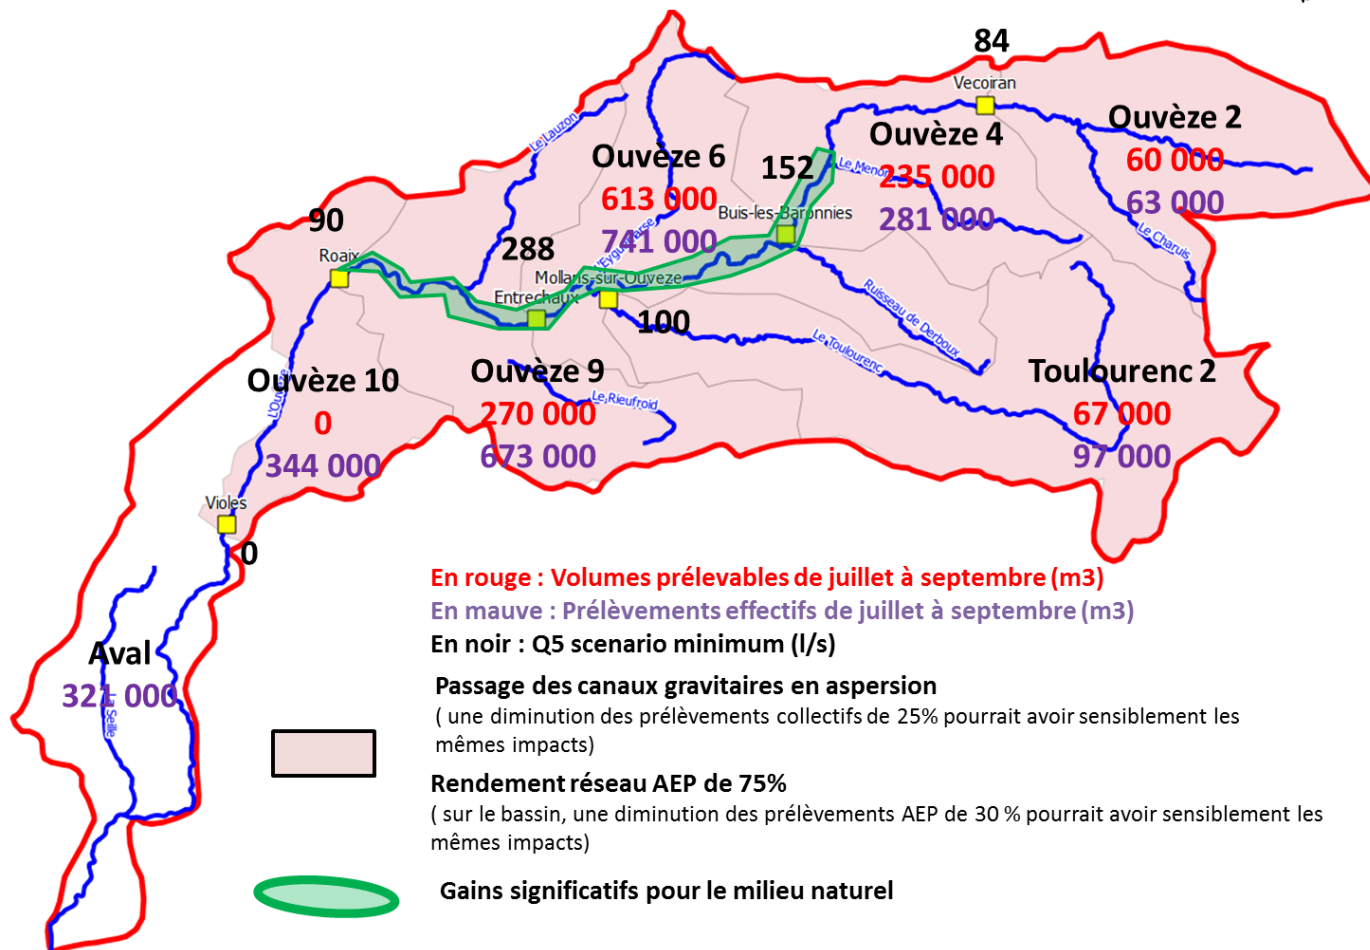 84
Vecoiran
Ouvèze 2
60 000
63 000
Ouvèze 4
235 000
281 000
Le Menon
Le Charuis
Le Lauzon
Ouvèze 6
613 000
741 000
152
Buis-les-Baronnies
90
Roaix
288
Mollans-sur-Ouveze
Entrechaux
100
Ruisseau de Derboux
Le Toulourenc
Toulourenc 2
67 000
97 000
Ouvèze 10
0
344 000
Ouvèze 9
270 000
673 000
Le Rieufroid
Violes
0
Aval
321 000
La Seille
En rouge : Volumes prélevables de juillet à septembre (m3)
En mauve : Prélèvements effectifs de juillet à septembre (m3)
En noir : Q5 scenario minimum (l/s)
Passage des canaux gravitaires en aspersion
( une diminution des prélèvements collectifs de 25% pourrait avoir sensiblement les
mêmes impacts)
Rendement réseau AEP de 75%
( sur le bassin, une diminution des prélèvements AEP de 30 % pourrait avoir sensiblement les
mêmes impacts)
Gains significatifs pour le milieu naturel